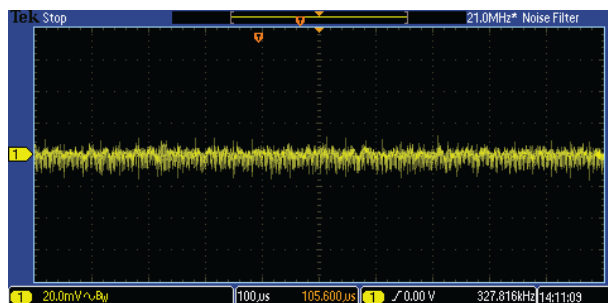 Tek Stop 21.0MHz* Noise Filter
T
T
1
1 20.0mV∿BW 100µs 105.600µs 1 ∫ 0.00 V 327.816kHz 14:11:09